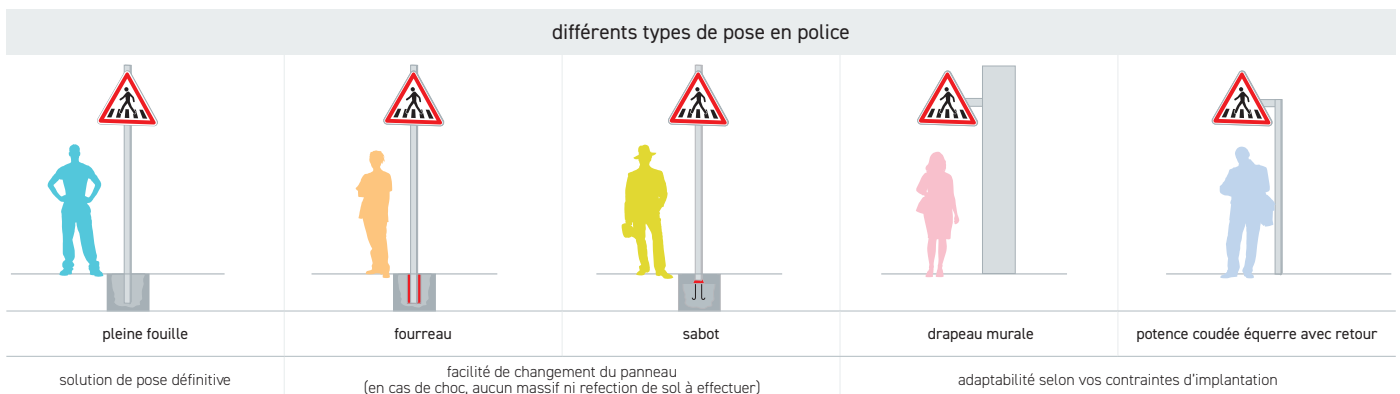 différents types de pose en police
pleine fouille
fourreau
sabot
drapeau murale
potence coudée équerre avec retour
solution de pose définitive
facilité de changement du panneau
(en cas de choc, aucun massif ni refection de sol à effectuer)
adaptabilité selon vos contraintes d'implantation